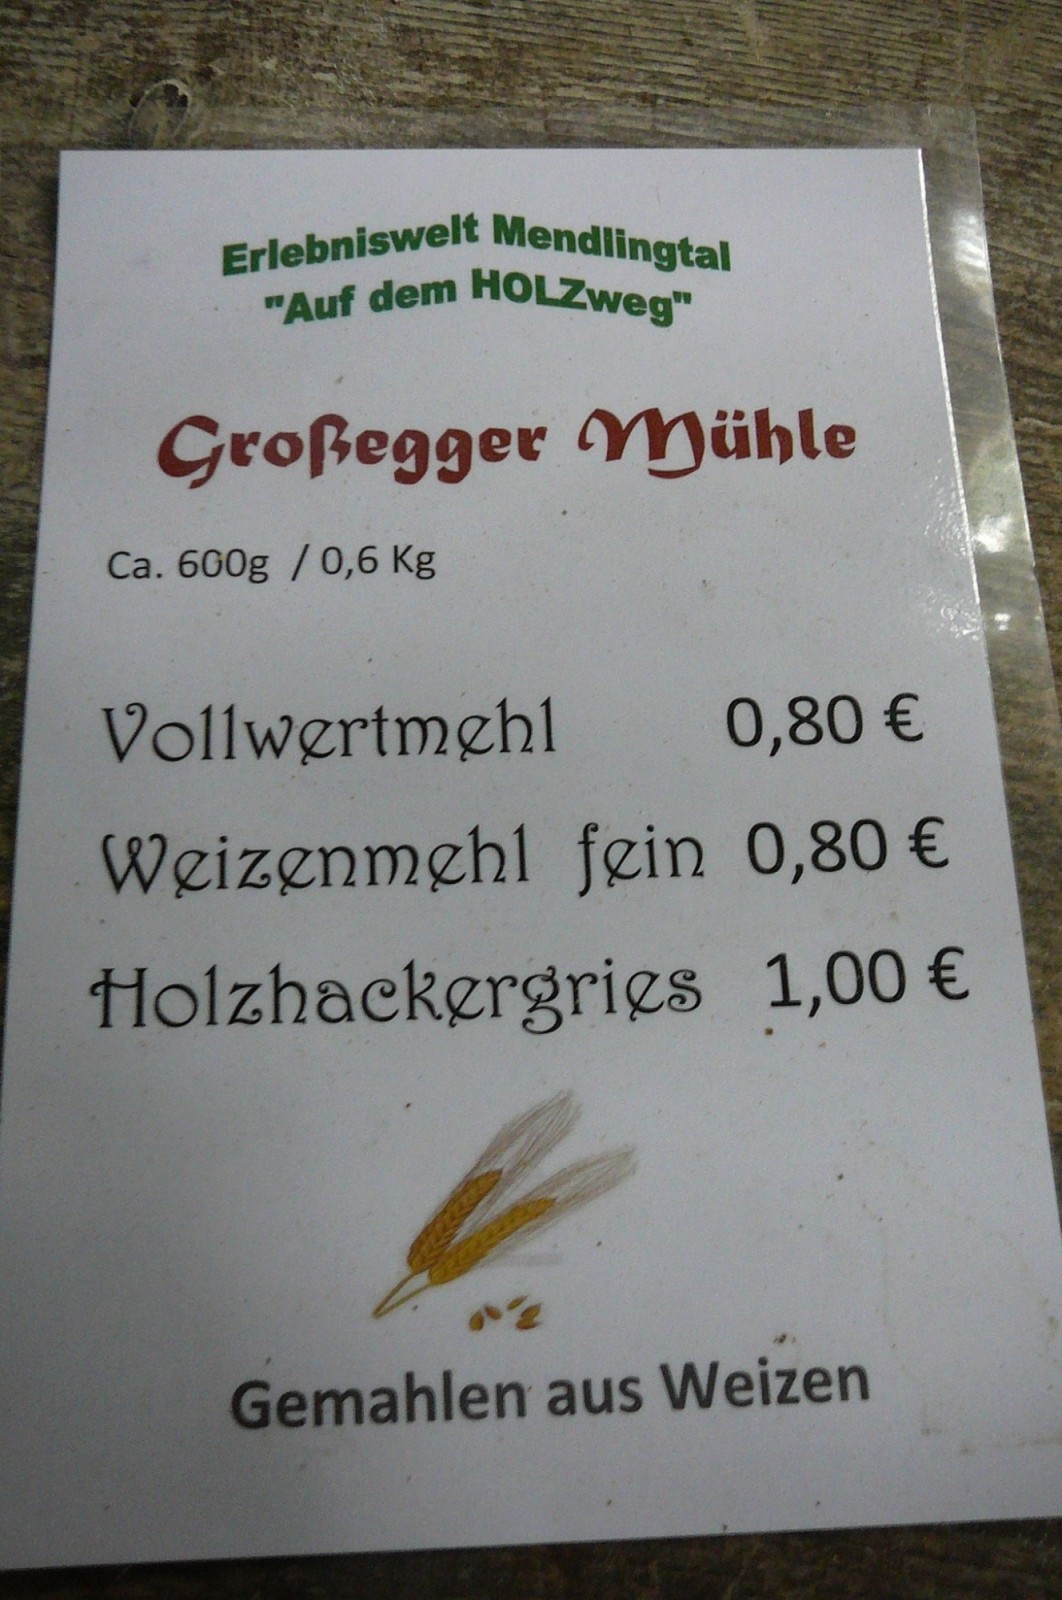 Erlebniswelt Mendlingtal
"Auf dem HOLZweg"
Großegger Mühle
Ca. 600g / 0,6 Kg
Vollwertmehl 0,80 €
Weizenmehl fein 0,80 €
Holzhackergries 1,00 €
Gemahlen aus Weizen